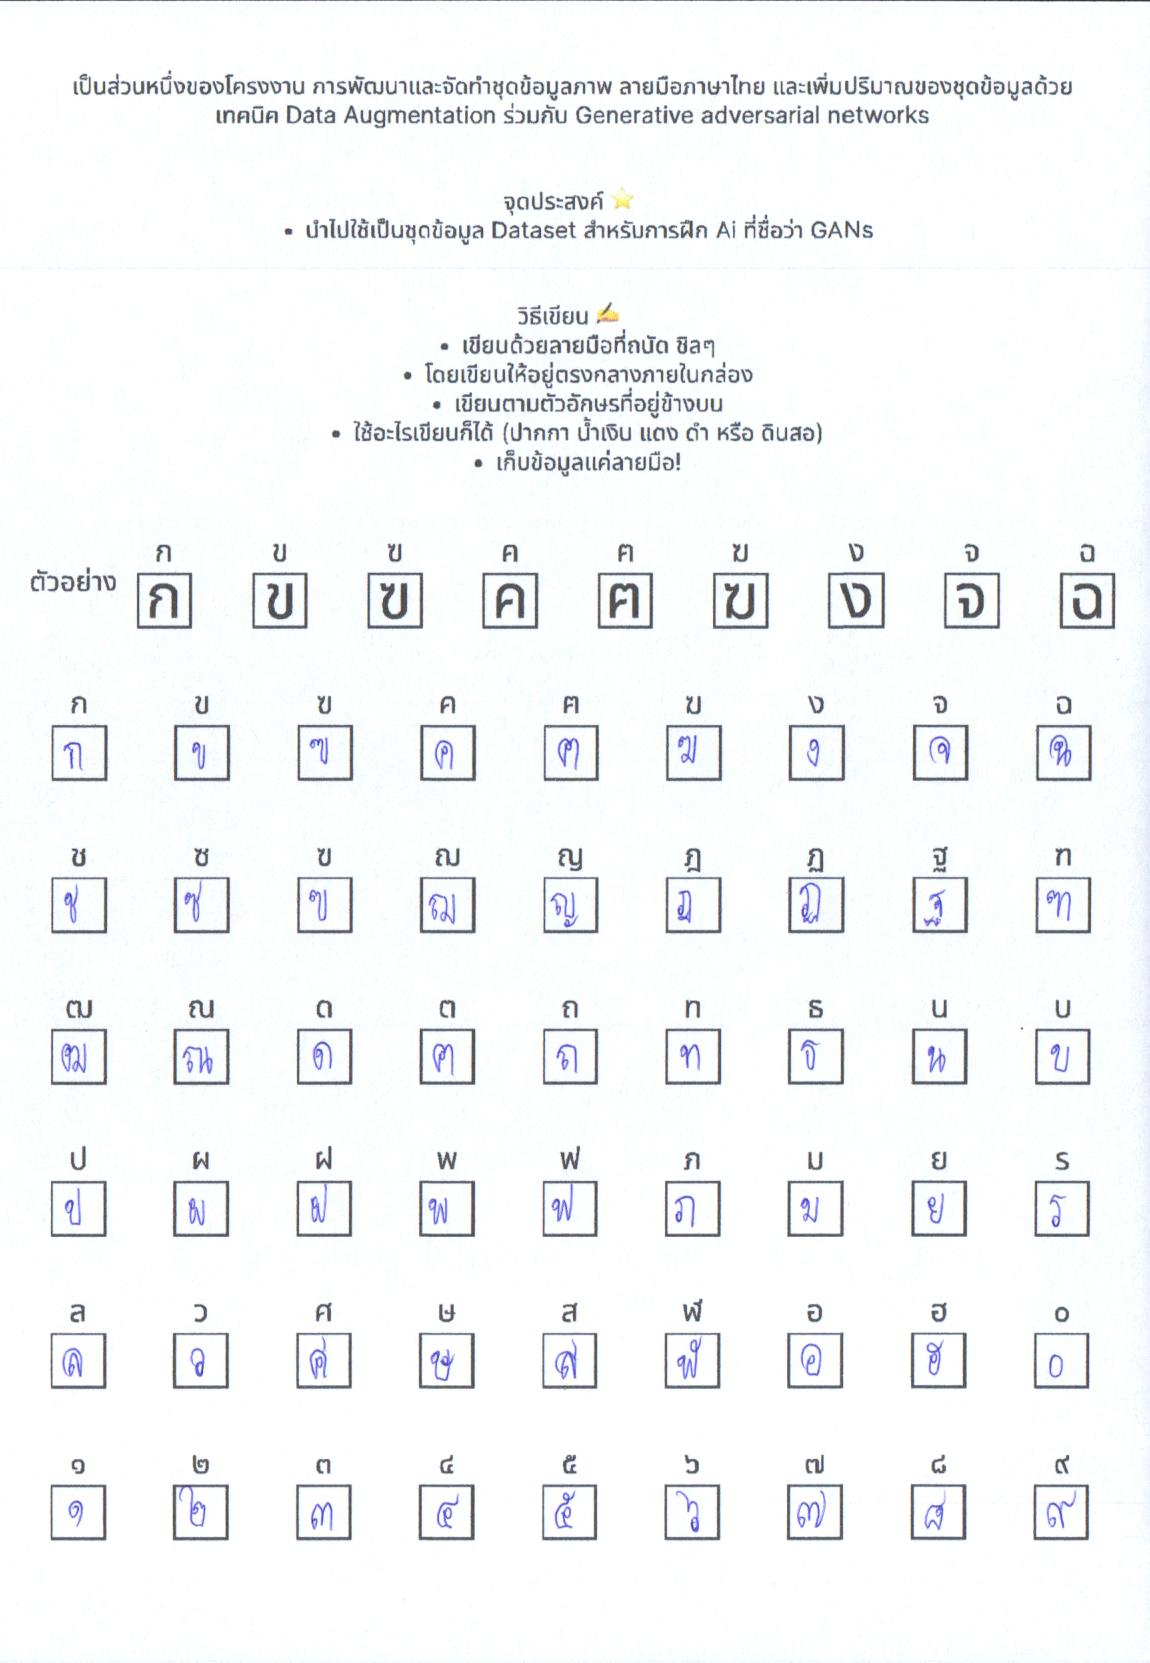 เป็นส่วนหนึ่งของโครงงาน การพัฒนาและจัดทำชุดข้อมูลภาพ ลายมือภาษาไทย และเพิ่มปริมาณของชุดข้อมูลด้วย
เทคนิค Data Augmentation ร่วมกับ Generative adversarial networks
จุดประสงค์ ⭐
• นำไปใช้เป็นชุดข้อมูล Dataset สำหรับการฝึก Ai ที่ชื่อว่า GANs
วิธีเขียน ✍️
• เขียนด้วยลายมือที่ถนัด ชิลๆ
• โดยเขียนให้อยู่ตรงกลางภายในกล่อง
• เขียนตามตัวอักษรที่อยู่ข้างบน
• ใช้อะไรเขียนก็ได้ (ปากกา น้ำเงิน แดง ดำ หรือ ดินสอ)
• เก็บข้อมูลแค่ลายมือ!
ก ข ฃ ค ฅ ฆ ง จ ฉ
ตัวอย่าง ก ข ฃ ค ฅ ฆ ง จ ฉ
ก ข ฃ ค ฅ ฆ ง จ ฉ
ก ข ฃ ค ฅ ฆ ง จ ฉ
ช ซ ฃ ฌ ญ ฎ ฏ ฐ ฑ
ช ซ ฃ ฌ ญ ฎ ฏ ฐ ฑ
ฒ ณ ด ต ถ ท ธ น บ
ฒ ณ ด ต ถ ท ธ น บ
ป ผ ฝ พ ฟ ภ ม ย ร
ป ผ ฝ พ ฟ ภ ม ย ร
ล ว ศ ษ ส ฬ อ ฮ ๐
ล ว ศ ษ ส ฬ อ ฮ ๐
๑ ๒ ๓ ๔ ๕ ๖ ๗ ๘ ๙
๑ ๒ ๓ ๔ ๕ ๖ ๗ ๘ ๙